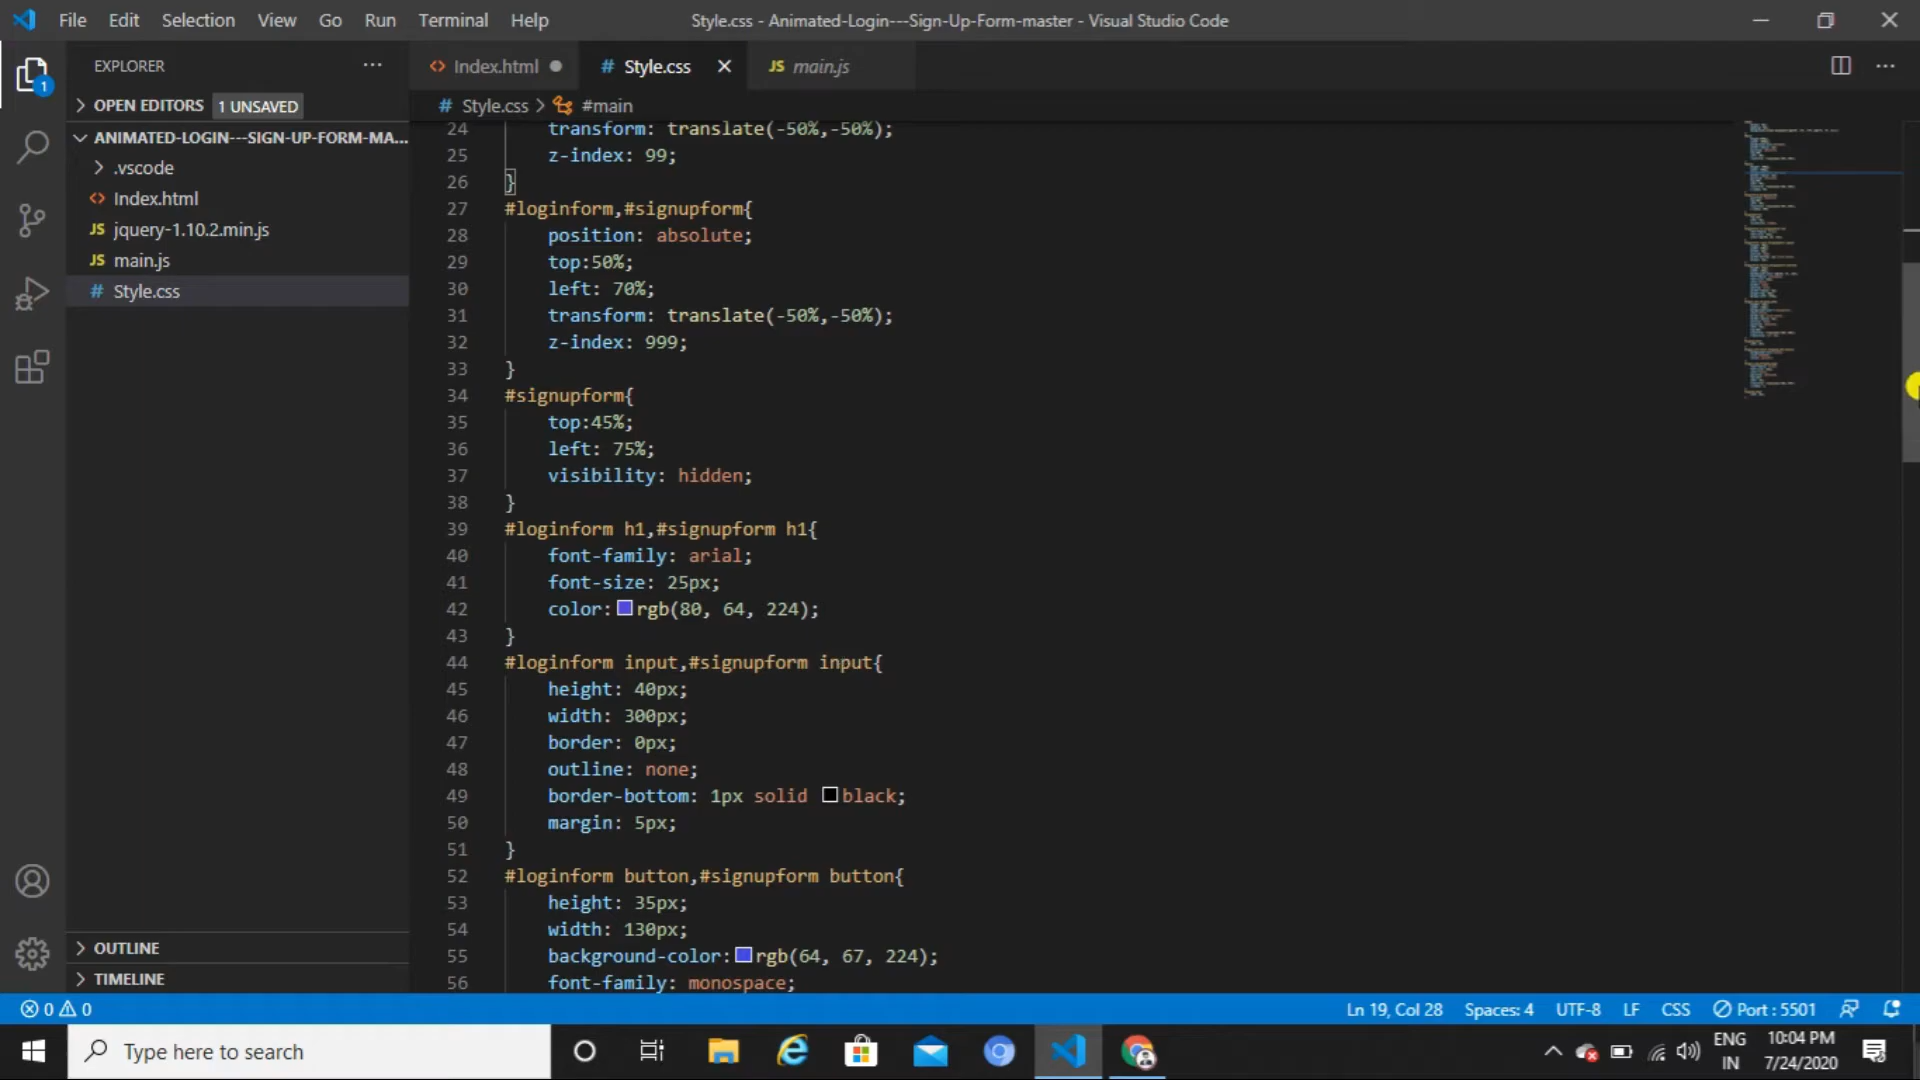 File Edit Selection View Go Run Terminal Help
Style.css - Animated-Login---Sign-Up-Form-master - Visual Studio Code
EXPLORER
Index.html
# Style.css
JS main.js
OPEN EDITORS 1 UNSAVED
# Style.css > #main
ANIMATED-LOGIN---SIGN-UP-FORM-MA...
.vscode
Index.html
JS jquery-1.10.2.min.js
JS main.js
# Style.css
24 transform: translate(-50%,-50%);
25 z-index: 99;
26 }
27 #loginform,#signupform{
28 position: absolute;
29 top:50%;
30 left: 70%;
31 transform: translate(-50%,-50%);
32 z-index: 999;
33 }
34 #signupform{
35 top:45%;
36 left: 75%;
37 visibility: hidden;
38 }
39 #loginform h1,#signupform h1{
40 font-family: arial;
41 font-size: 25px;
42 color: rgb(80, 64, 224);
43 }
44 #loginform input,#signupform input{
45 height: 40px;
46 width: 300px;
47 border: 0px;
48 outline: none;
49 border-bottom: 1px solid black;
50 margin: 5px;
51 }
52 #loginform button,#signupform button{
53 height: 35px;
54 width: 130px;
55 background-color: rgb(64, 67, 224);
56 font-family: monospace;
1
OUTLINE
TIMELINE
0 0
Ln 19, Col 28 Spaces: 4 UTF-8 LF CSS Port : 5501
Type here to search
ENG
IN
10:04 PM
7/24/2020